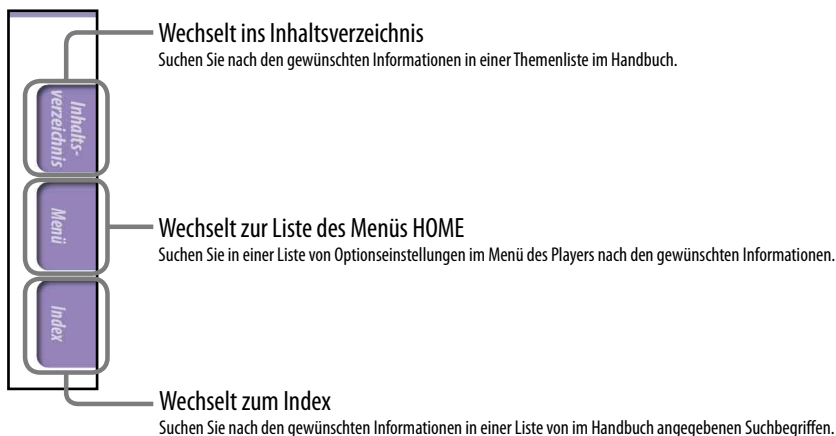 Wechselt ins Inhaltsverzeichnis
Suchen Sie nach den gewünschten Informationen in einer Themenliste im Handbuch.
Inhalts-
verzeichnis
Menü
Wechselt zur Liste des Menüs HOME
Suchen Sie in einer Liste von Optionseinstellungen im Menü des Players nach den gewünschten Informationen.
Index
Wechselt zum Index
Suchen Sie nach den gewünschten Informationen in einer Liste von im Handbuch angegebenen Suchbegriffen.